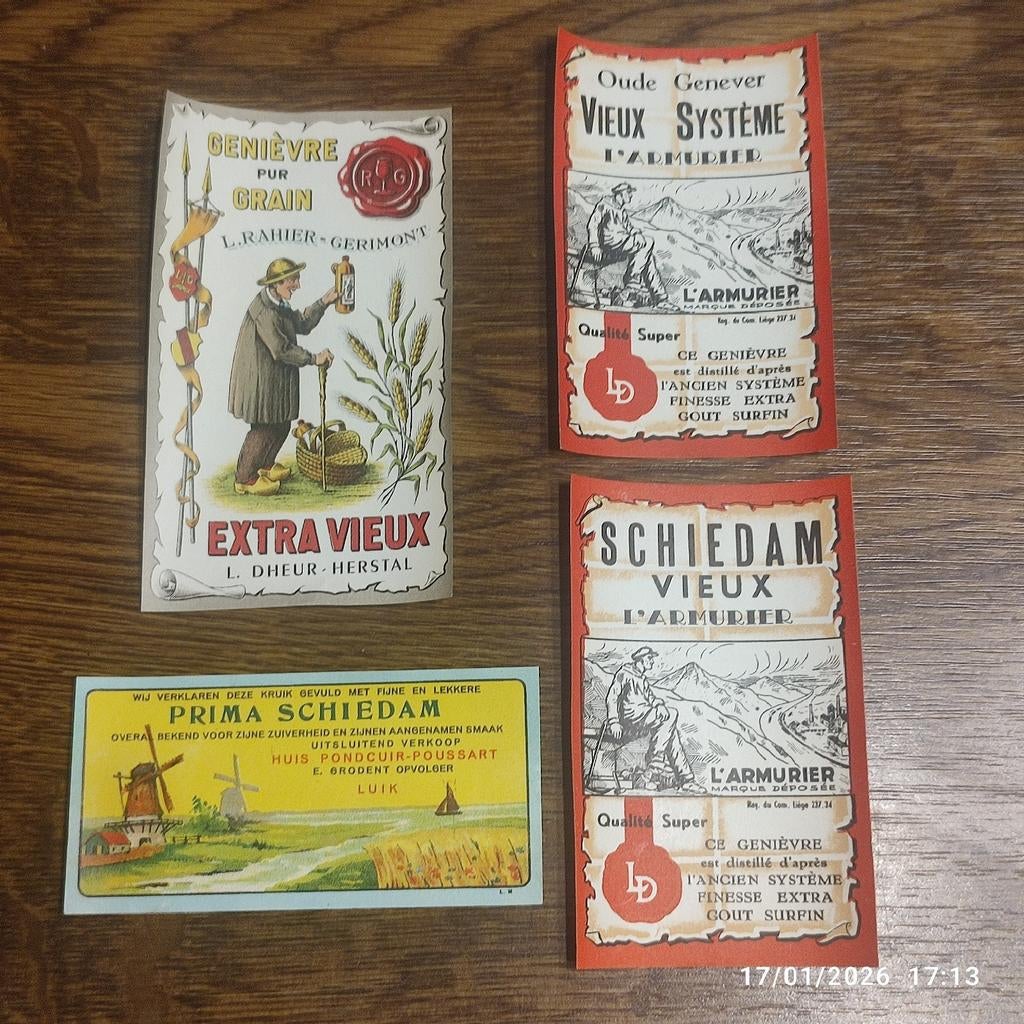 GENIÈVRE
PUR
GRAIN
R G
L. RAHIER-GERIMONT
EXTRA VIEUX
L. DHEUR-HERSTAL
Oude Genever
VIEUX SYSTÈME
L'ARMURIER
L'ARMURIER
MARQUE DÉPOSÉE
Reg. du Com. Liége 237.34
Qualité Super
LD
CE GENIÈVRE
est distillé d'après
L'ANCIEN SYSTÈME
FINESSE EXTRA
GOUT SURFIN
WIJ VERKLAREN DEZE KRUIK GEVULD MET FIJNE EN LEKKERE
PRIMA SCHIEDAM
OVERAL BEKEND VOOR ZIJNE ZUIVERHEID EN ZIJNEN AANGENAMEN SMAAK
UITSLUITEND VERKOOP
HUIS PONDCUIR-POUSSART
E. GRODENT OPVOLGER
LUIK
L. M
SCHIEDAM
VIEUX
L'ARMURIER
L'ARMURIER
MARQUE DÉPOSÉE
Reg. du Com. Liége 237.34
Qualité Super
LD
CE GENIÈVRE
est distillé d'après
L'ANCIEN SYSTÈME
FINESSE EXTRA
GOUT SURFIN
17/01/2026 17:13